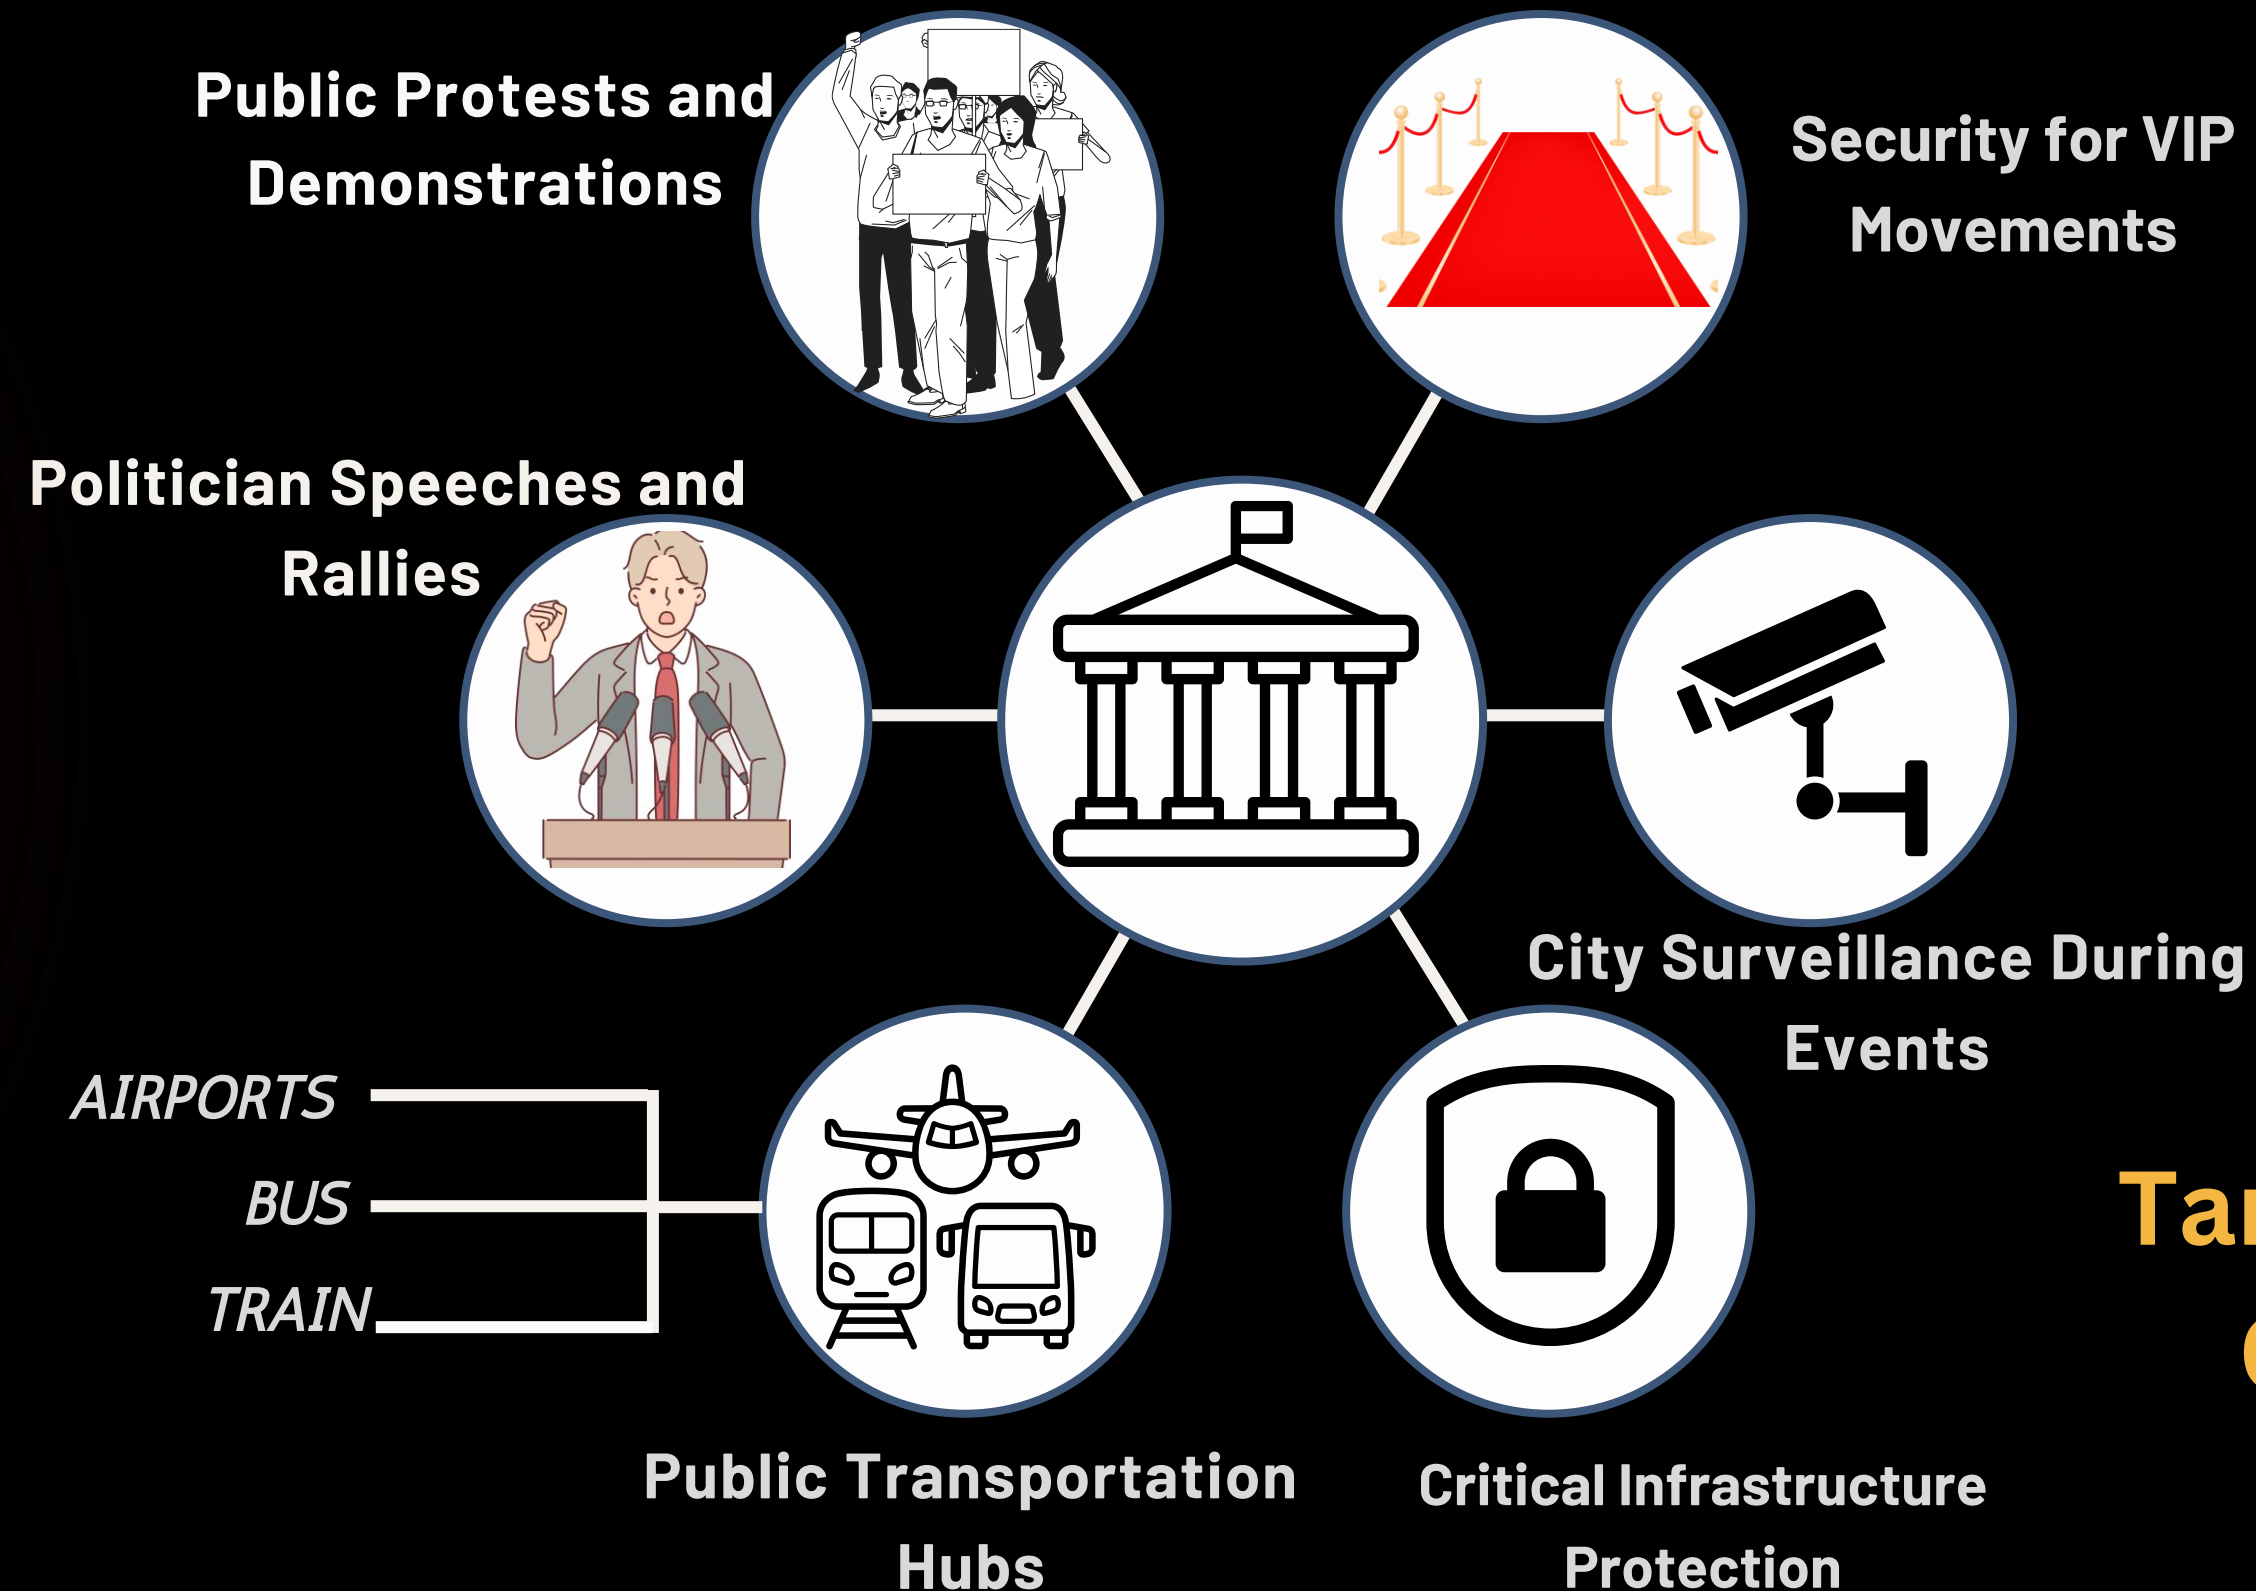 Public Protests and
Demonstrations
Security for VIP
Movements
Politician Speeches and
Rallies
City Surveillance During
Events
AIRPORTS
BUS
TRAIN
Public Transportation
Hubs
Critical Infrastructure
Protection